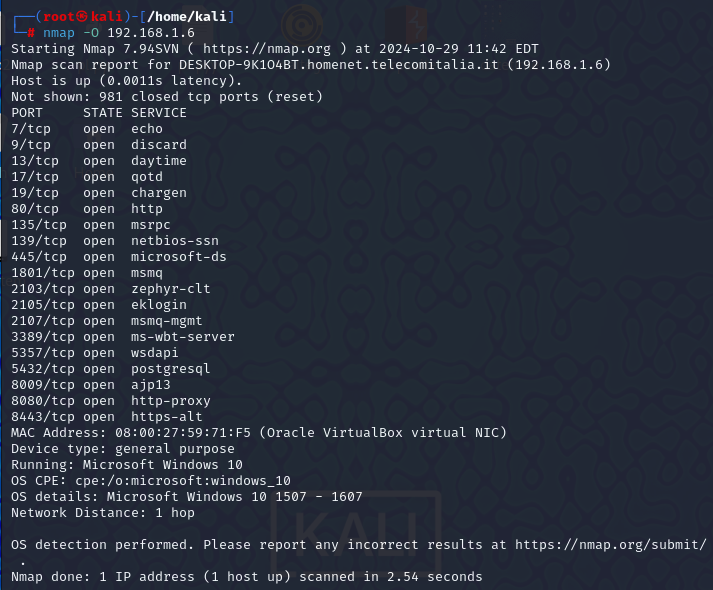 ┌──(root㉿kali)-[/home/kali]
└─# nmap -O 192.168.1.6
Starting Nmap 7.94SVN ( https://nmap.org ) at 2024-10-29 11:42 EDT
Nmap scan report for DESKTOP-9K1O4BT.homenet.telecomitalia.it (192.168.1.6)
Host is up (0.0011s latency).
Not shown: 981 closed tcp ports (reset)
PORT     STATE SERVICE
7/tcp    open  echo
9/tcp    open  discard
13/tcp   open  daytime
17/tcp   open  qotd
19/tcp   open  chargen
80/tcp   open  http
135/tcp  open  msrpc
139/tcp  open  netbios-ssn
445/tcp  open  microsoft-ds
1801/tcp open  msmq
2103/tcp open  zephyr-clt
2105/tcp open  eklogin
2107/tcp open  msmq-mgmt
3389/tcp open  ms-wbt-server
5357/tcp open  wsdapi
5432/tcp open  postgresql
8009/tcp open  ajp13
8080/tcp open  http-proxy
8443/tcp open  https-alt
MAC Address: 08:00:27:59:71:F5 (Oracle VirtualBox virtual NIC)
Device type: general purpose
Running: Microsoft Windows 10
OS CPE: cpe:/o:microsoft:windows_10
OS details: Microsoft Windows 10 1507 - 1607
Network Distance: 1 hop
KALI
OS detection performed. Please report any incorrect results at https://nmap.org/submit/
 .
Nmap done: 1 IP address (1 host up) scanned in 2.54 seconds